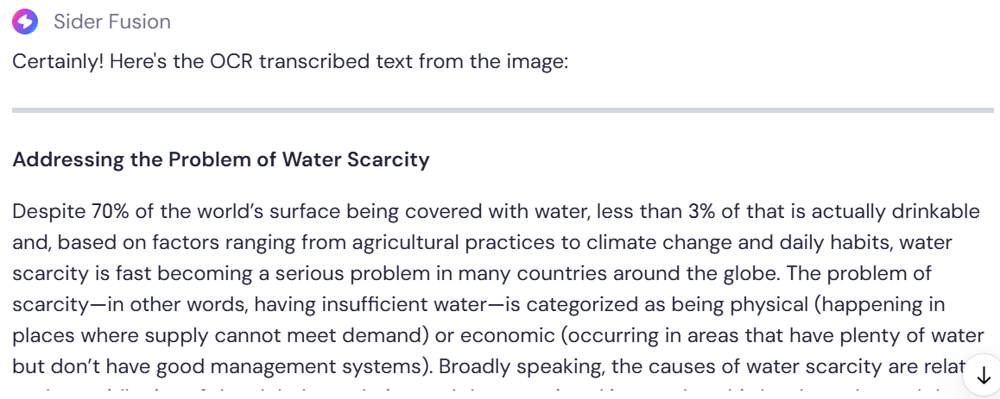 Sider Fusion
Certainly! Here's the OCR transcribed text from the image:
Addressing the Problem of Water Scarcity
Despite 70% of the world’s surface being covered with water, less than 3% of that is actually drinkable
and, based on factors ranging from agricultural practices to climate change and daily habits, water
scarcity is fast becoming a serious problem in many countries around the globe. The problem of
scarcity—in other words, having insufficient water—is categorized as being physical (happening in
places where supply cannot meet demand) or economic (occurring in areas that have plenty of water
but don’t have good management systems). Broadly speaking, the causes of water scarcity are